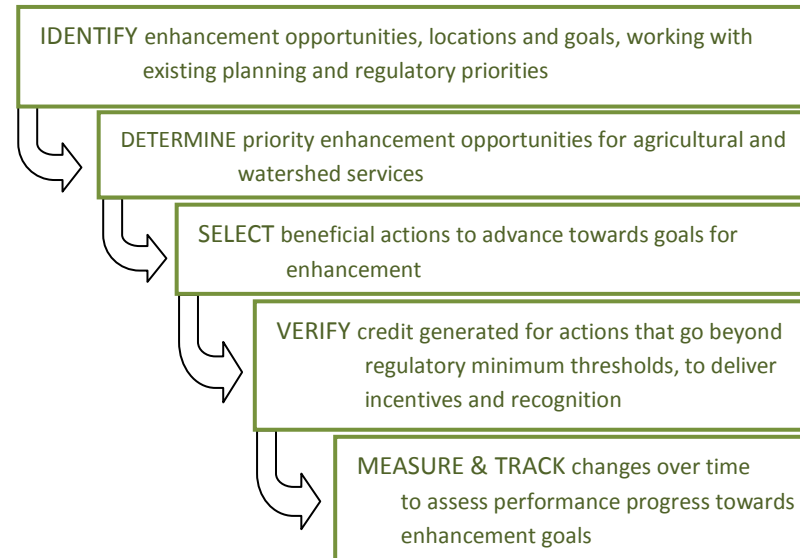 IDENTIFY enhancement opportunities, locations and goals, working with
existing planning and regulatory priorities
DETERMINE priority enhancement opportunities for agricultural and
watershed services
SELECT beneficial actions to advance towards goals for
enhancement
VERIFY credit generated for actions that go beyond
regulatory minimum thresholds, to deliver
incentives and recognition
MEASURE & TRACK changes over time
to assess performance progress towards
enhancement goals